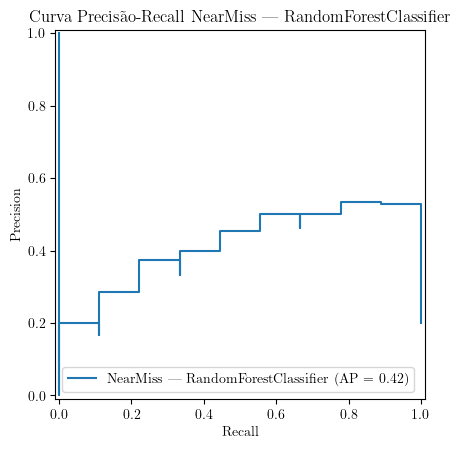 Curva Precisão-Recall NearMiss — RandomForestClassifier
1.0
0.8
0.6
0.4
0.2
0.0
Precision
NearMiss — RandomForestClassifier (AP = 0.42)
0.0 0.2 0.4 0.6 0.8 1.0
Recall